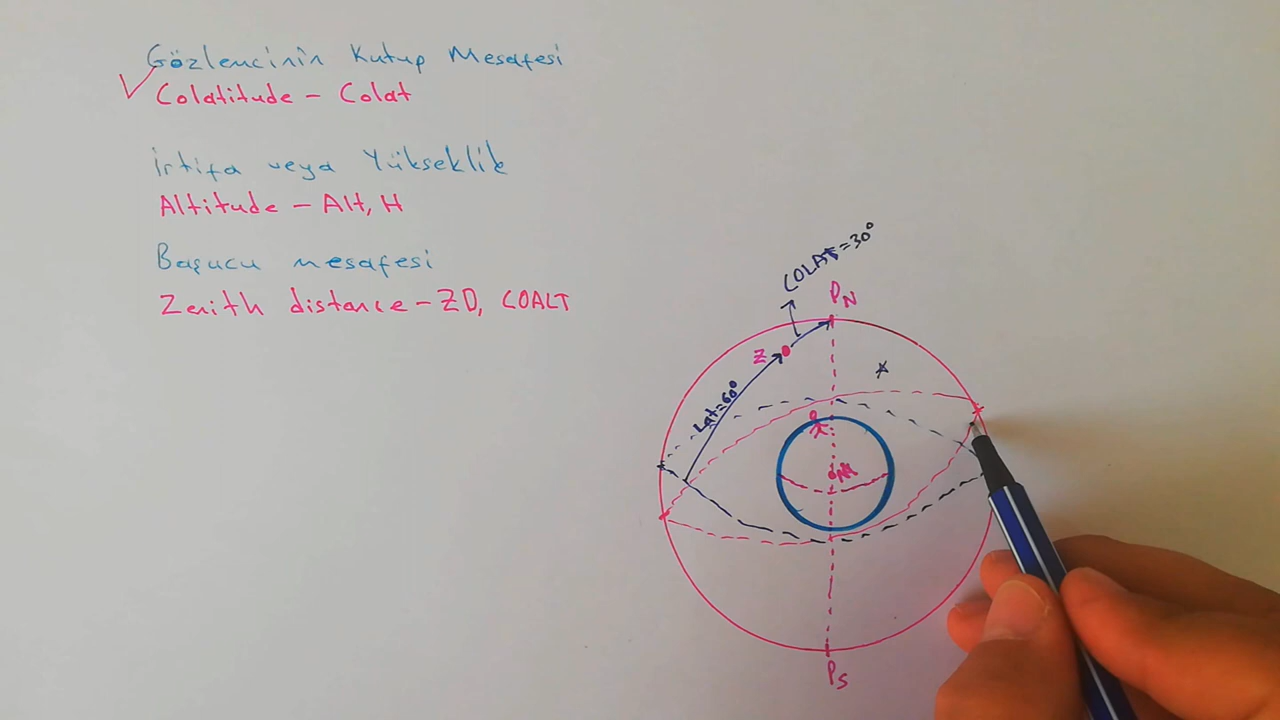 Gözlemcinin Kutup Mesafesi
Colatitude - Colat
İrtifa veya Yükseklik
Altitude - Alt, H
Başucu mesafesi
Zenith distance - ZD, COALT
COLAT=30°
PN
Z
Lat=60°
PS